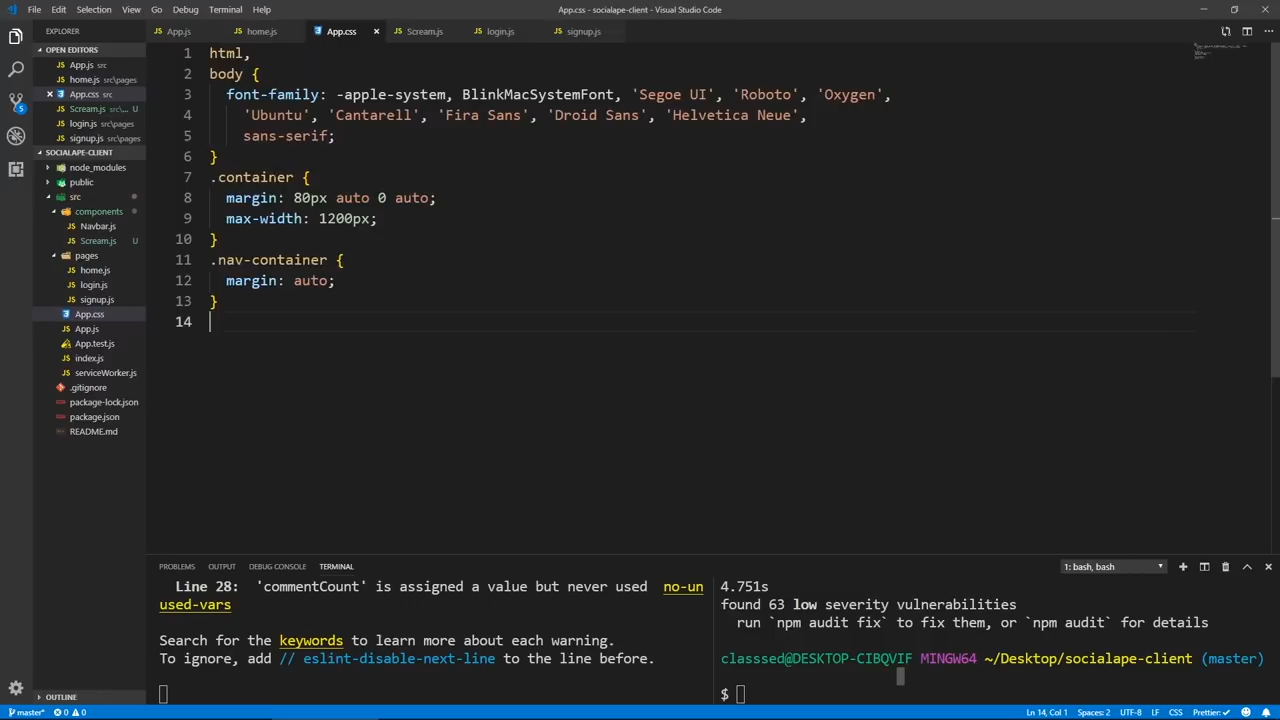 File Edit Selection View Go Debug Terminal Help
App.css - socialape-client - Visual Studio Code
EXPLORER
OPEN EDITORS
App.js src
home.js src\pages
App.css src
Scream.js src\... U
login.js src\pages
signup.js src\pages
SOCIALAPE-CLIENT
node_modules
public
src
components
Navbar.js
Scream.js U
pages
home.js
login.js
signup.js
App.css
App.js
App.test.js
index.js
serviceWorker.js
.gitignore
package-lock.json
package.json
README.md
OUTLINE
App.js home.js App.css Scream.js login.js signup.js
1 html,
2 body {
3 font-family: -apple-system, BlinkMacSystemFont, 'Segoe UI', 'Roboto', 'Oxygen',
4 'Ubuntu', 'Cantarell', 'Fira Sans', 'Droid Sans', 'Helvetica Neue',
5 sans-serif;
6 }
7 .container {
8 margin: 80px auto 0 auto;
9 max-width: 1200px;
10 }
11 .nav-container {
12 margin: auto;
13 }
14
PROBLEMS OUTPUT DEBUG CONSOLE TERMINAL
1: bash, bash
Line 28: 'commentCount' is assigned a value but never used no-un
used-vars
Search for the keywords to learn more about each warning.
To ignore, add // eslint-disable-next-line to the line before.
4.751s
found 63 low severity vulnerabilities
run `npm audit fix` to fix them, or `npm audit` for details
classsed@DESKTOP-CIBQVIF MINGW64 ~/Desktop/socialape-client (master)
$
master* 0 0
Ln 14, Col 1 Spaces: 2 UTF-8 LF CSS Prettier: ✓